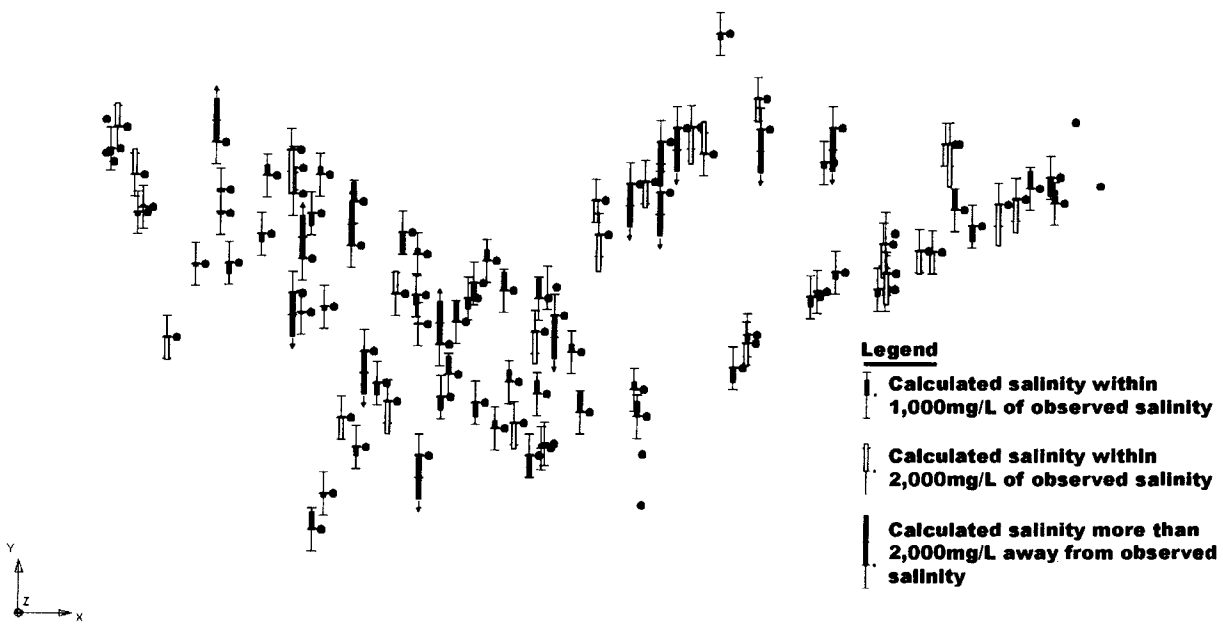 Legend
Calculated salinity within
1,000mg/L of observed salinity
Calculated salinity within
2,000mg/L of observed salinity
Calculated salinity more than
2,000mg/L away from observed
salinity
Y
Z
X